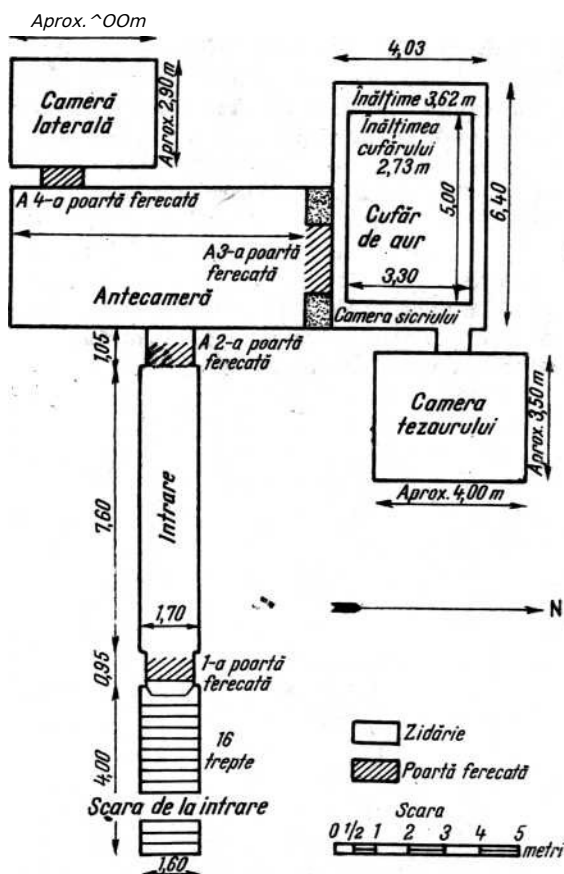 Aprox. ^OOm
Cameră
laterală
Aprox. 2,90 m
4,03
Înălțime 3,62 m
Înălțimea
cufărului
2,73 m
Cufăr
de aur
5,00
3,30
6,40
A 4-a poartă ferecată
A 3-a poartă
ferecată
Antecameră
Camera sicriului
1,05
A 2-a poartă
ferecată
Camera
tezaurului
Aprox. 3,50 m
Aprox. 4,00 m
7,60
Intrare
1,70
N
0,95
1-a poartă
ferecată
4,00
16
trepte
Scara de la intrare
1,60
Zidărie
Poartă ferecată
Scara
0 1/2 1 2 3 4 5
metri